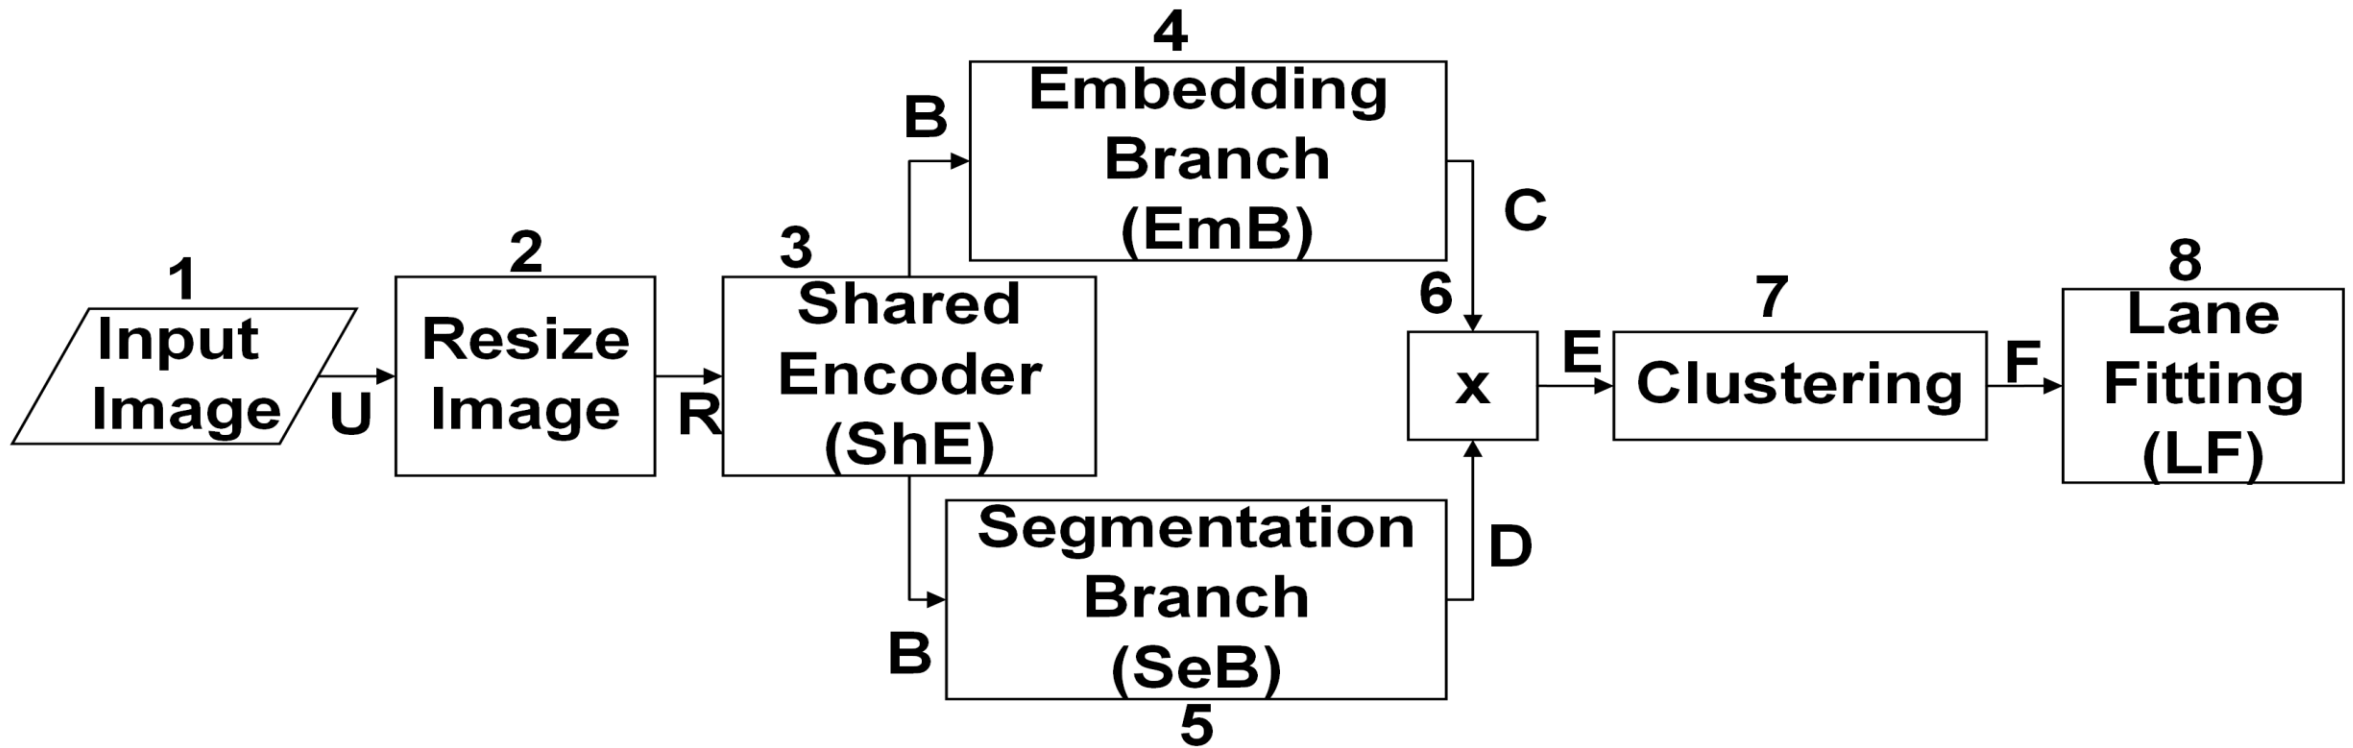 1
Input
Image
U
2
Resize
Image
R
3
Shared
Encoder
(ShE)
B
4
Embedding
Branch
(EmB)
C
B
Segmentation
Branch
(SeB)
5
D
6
x
E
7
Clustering
F
8
Lane
Fitting
(LF)